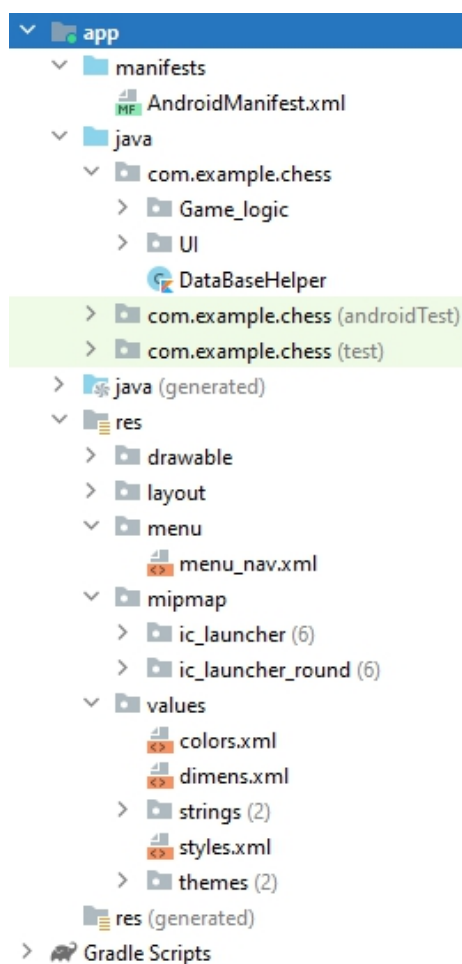 app
manifests
MF AndroidManifest.xml
java
com.example.chess
Game_logic
UI
DataBaseHelper
com.example.chess (androidTest)
com.example.chess (test)
java (generated)
res
drawable
layout
menu
menu_nav.xml
mipmap
ic_launcher (6)
ic_launcher_round (6)
values
colors.xml
dimens.xml
strings (2)
styles.xml
themes (2)
res (generated)
Gradle Scripts